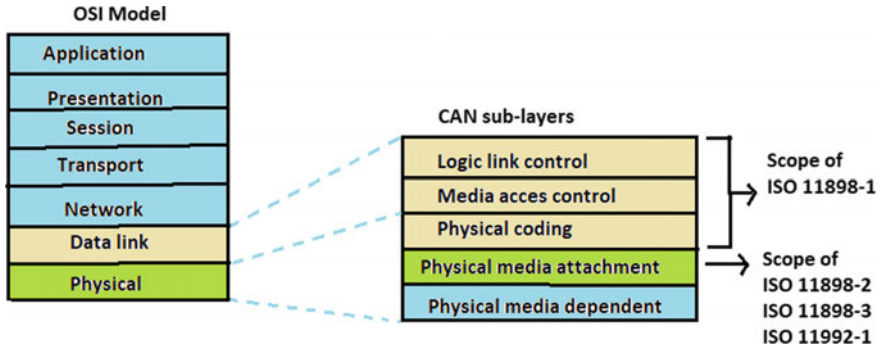 OSI Model
Application
Presentation
Session
Transport
Network
Data link
Physical
CAN sub-layers
Logic link control
Media acces control
Physical coding
Physical media attachment
Physical media dependent
Scope of
ISO 11898-1
Scope of
ISO 11898-2
ISO 11898-3
ISO 11992-1